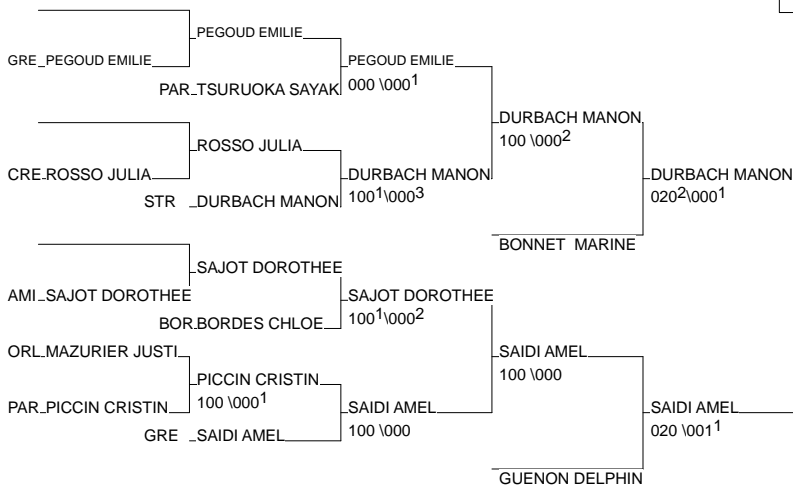 PEGOUD EMILIE
GRE PEGOUD EMILIE
PEGOUD EMILIE
PAR TSURUOKA SAYAK
000 \000¹
DURBACH MANON
100 \000²
ROSSO JULIA
CRE ROSSO JULIA
DURBACH MANON
DURBACH MANON
STR DURBACH MANON
100¹\000³
020²\000¹
BONNET MARINE
SAJOT DOROTHEE
AMI SAJOT DOROTHEE
SAJOT DOROTHEE
BOR BORDES CHLOE
100¹\000²
ORL MAZURIER JUSTI
SAIDI AMEL
100 \000
PICCIN CRISTIN
100 \000¹
PAR PICCIN CRISTIN
SAIDI AMEL
SAIDI AMEL
GRE SAIDI AMEL
100 \000
020 \001¹
GUENON DELPHIN